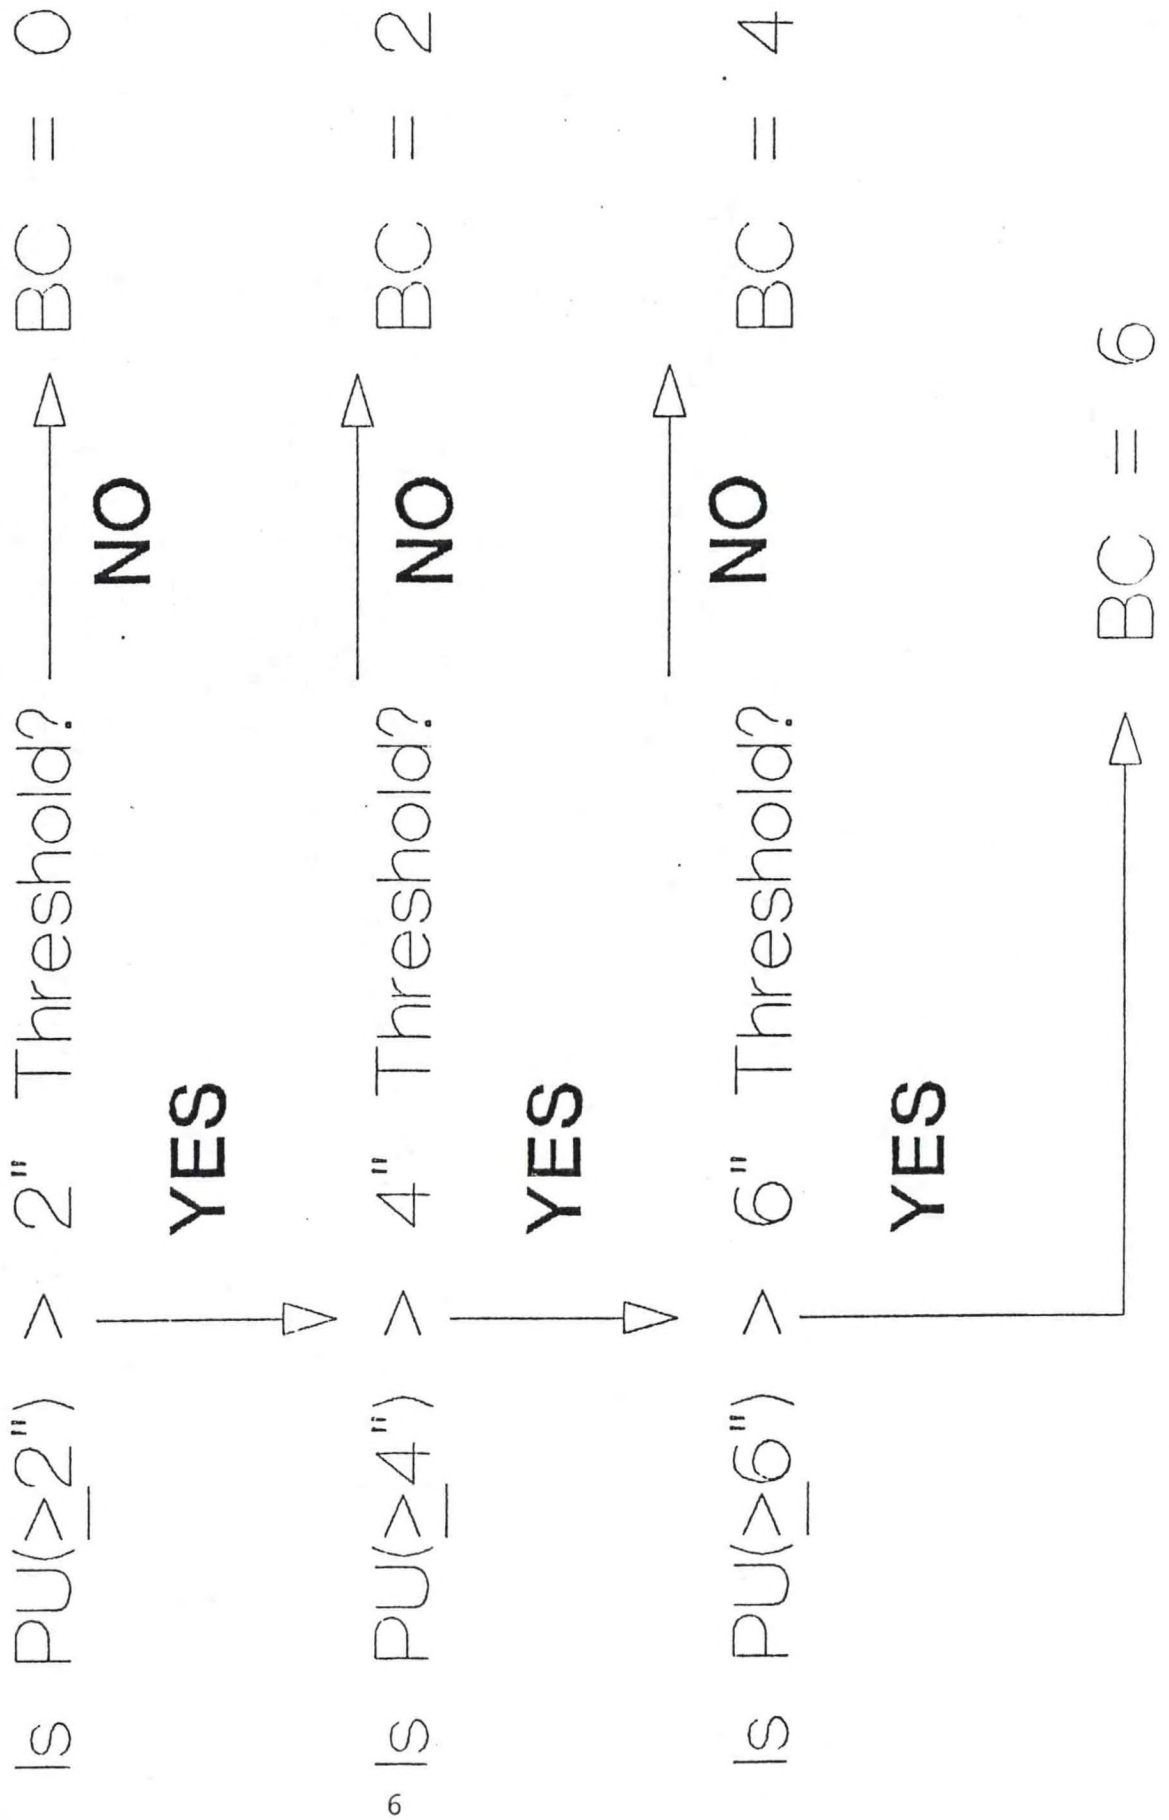 Is PU(≥2") > 2" Threshold? BC = 0
NO
YES
Is PU(≥4") > 4" Threshold? BC = 2
NO
YES
Is PU(≥6") > 6" Threshold? BC = 4
NO
YES
BC = 6
6